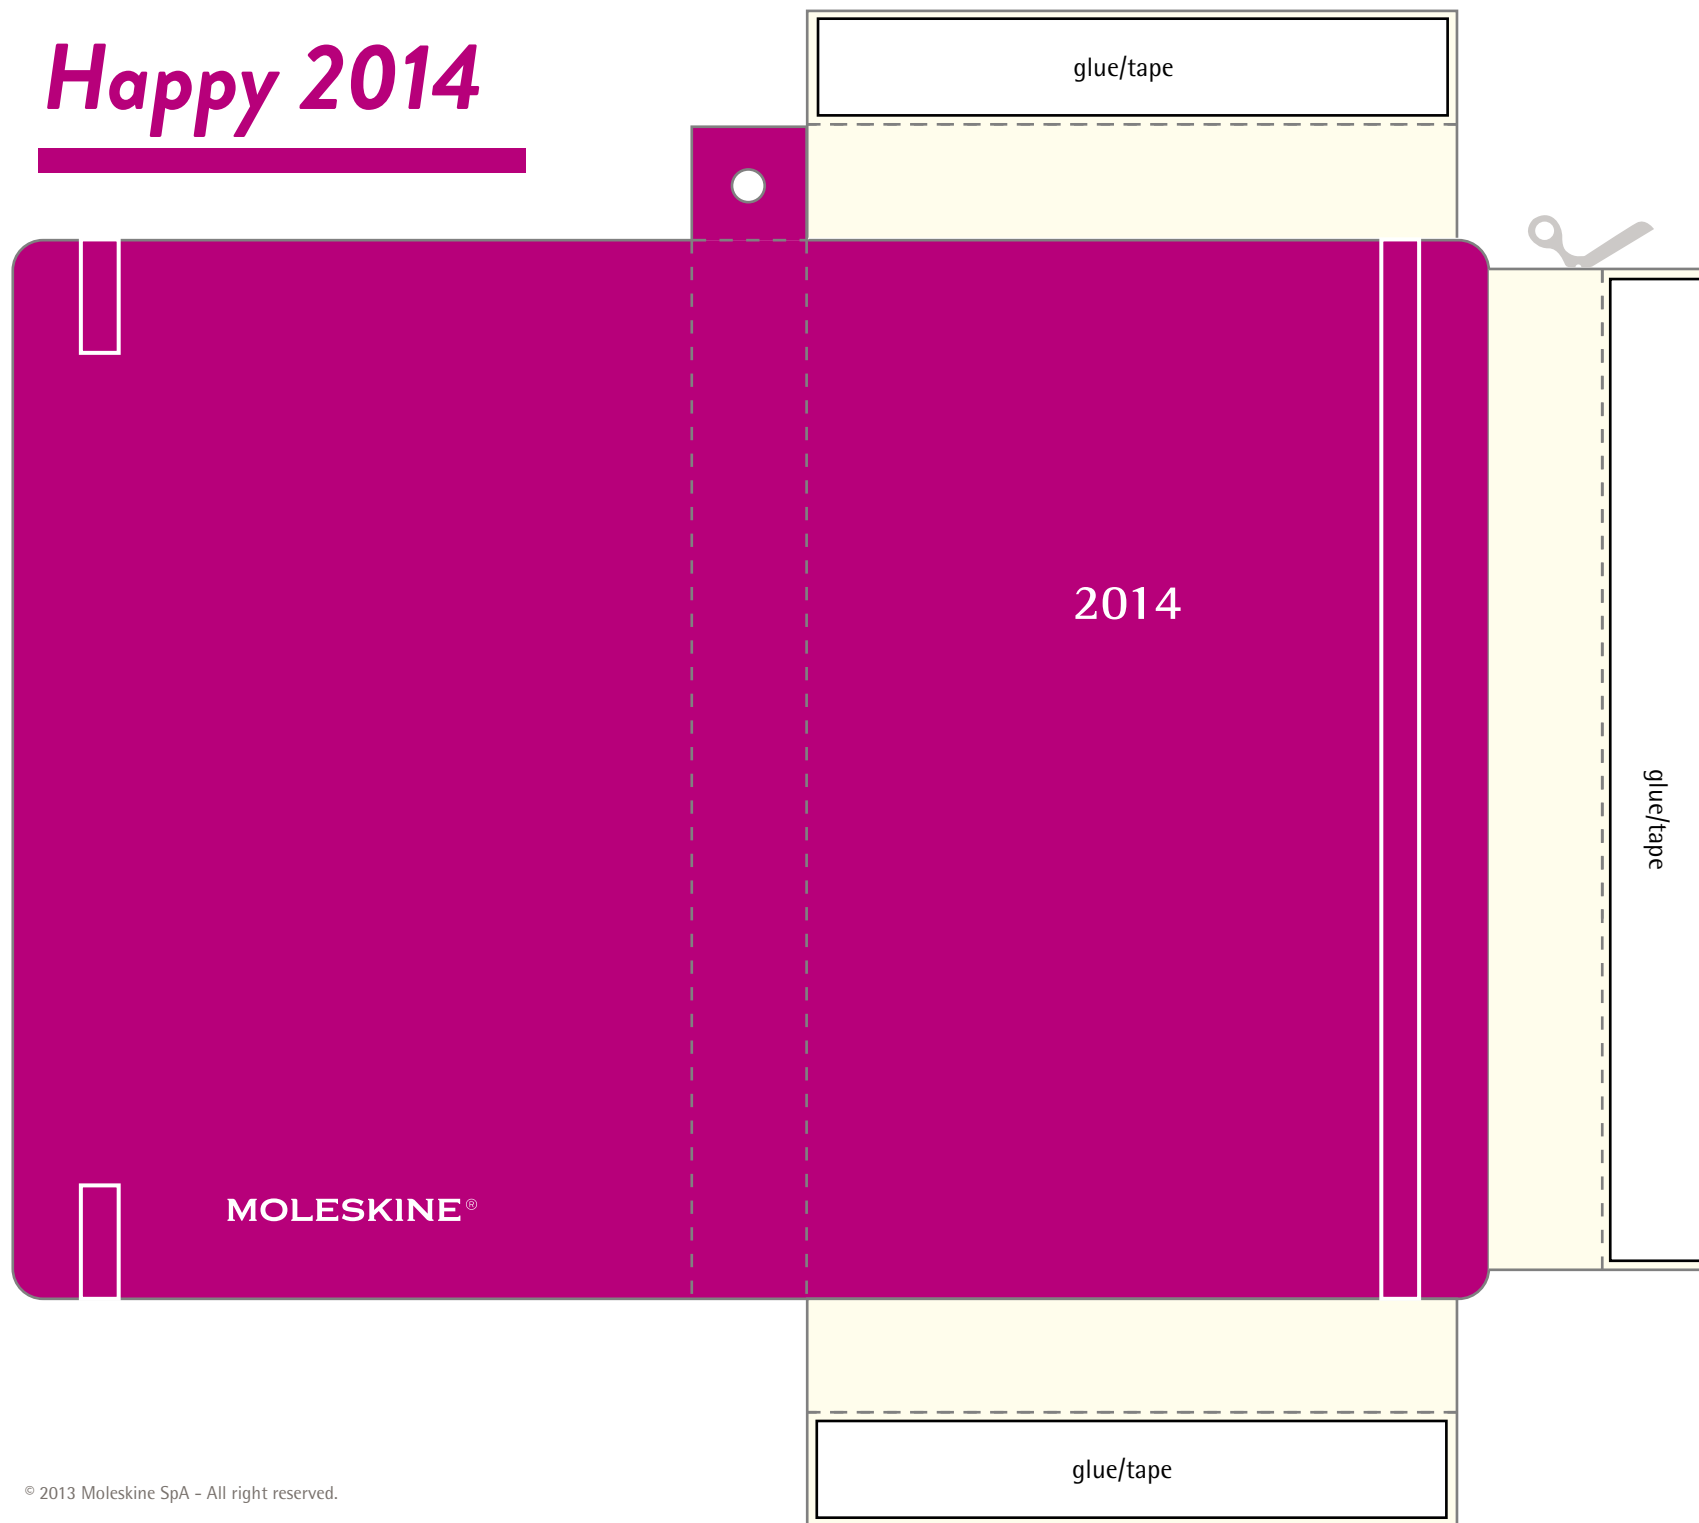 Happy 2014
glue/tape
2014
glue/tape
MOLESKINE®
glue/tape
© 2013 Moleskine SpA - All right reserved.